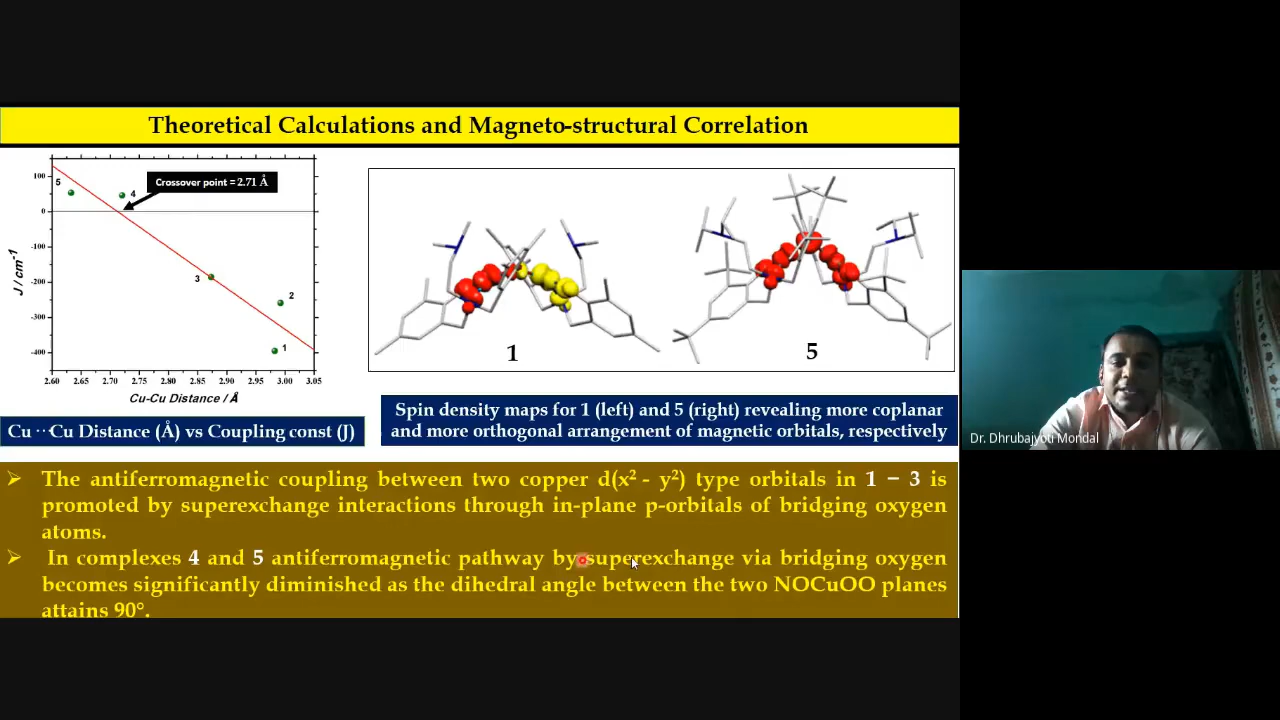 Theoretical Calculations and Magneto-structural Correlation
100
0
-100
-200
-300
-400
J / cm⁻¹
5
4
3
2
1
Crossover point = 2.71 Å
2.60 2.65 2.70 2.75 2.80 2.85 2.90 2.95 3.00 3.05
Cu-Cu Distance / Å
Cu ··Cu Distance (Å) vs Coupling const (J)
1
5
Spin density maps for 1 (left) and 5 (right) revealing more coplanar
and more orthogonal arrangement of magnetic orbitals, respectively
➢ The antiferromagnetic coupling between two copper d(x² - y²) type orbitals in 1 – 3 is
promoted by superexchange interactions through in-plane p-orbitals of bridging oxygen
atoms.
➢ In complexes 4 and 5 antiferromagnetic pathway by superexchange via bridging oxygen
becomes significantly diminished as the dihedral angle between the two NOCuOO planes
attains 90°.
Dr. Dhrubajyoti Mondal